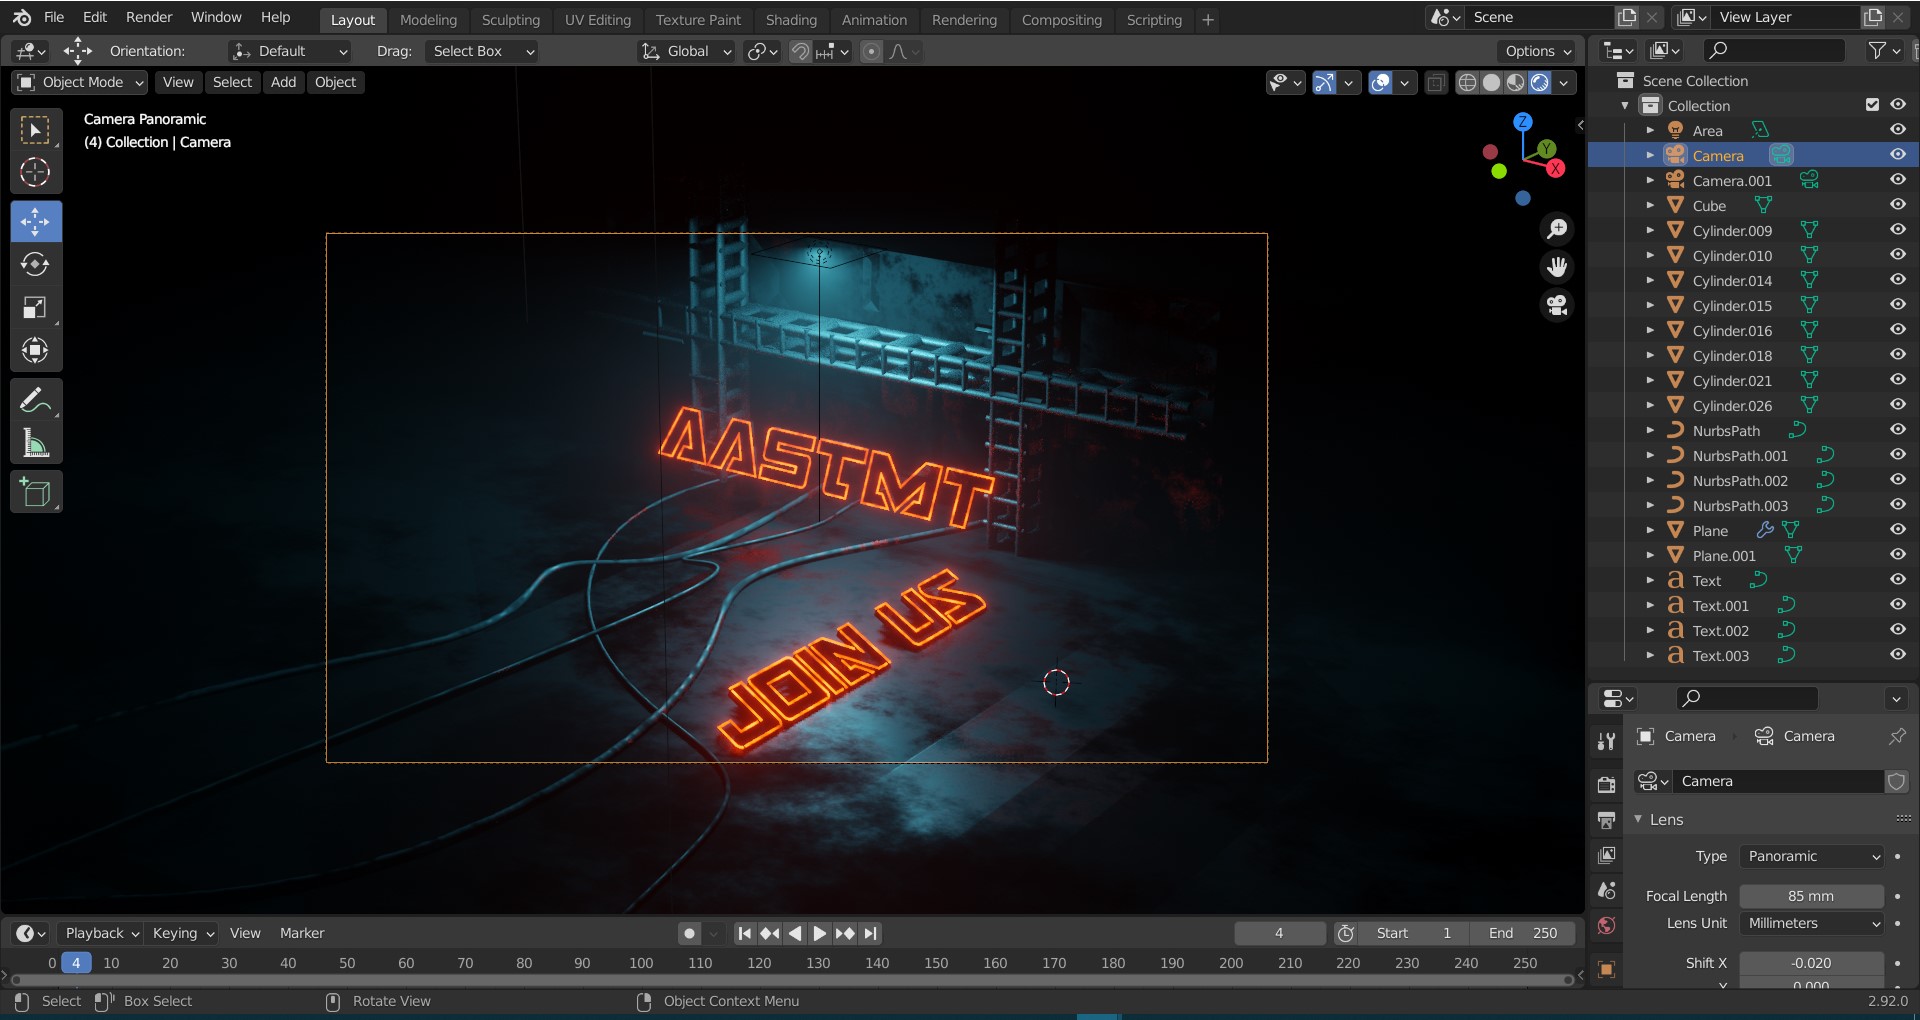 File Edit Render Window Help Layout Modeling Sculpting UV Editing Texture Paint Shading Animation Rendering Compositing Scripting + Scene View Layer
Orientation: Default Drag: Select Box Global Options
Object Mode View Select Add Object
Camera Panoramic
(4) Collection | Camera
Z
Y
X
AASTMT
JOIN US
Scene Collection
Collection
Area
Camera
Camera.001
Cube
Cylinder.009
Cylinder.010
Cylinder.014
Cylinder.015
Cylinder.016
Cylinder.018
Cylinder.021
Cylinder.026
NurbsPath
NurbsPath.001
NurbsPath.002
NurbsPath.003
Plane
Plane.001
Text
Text.001
Text.002
Text.003
Camera Camera
Camera
Lens
Type Panoramic
Focal Length 85 mm
Lens Unit Millimeters
Shift X -0.020
Y 0.000
Playback Keying View Marker 4 Start 1 End 250
0 4 10 20 30 40 50 60 70 80 90 100 110 120 130 140 150 160 170 180 190 200 210 220 230 240 250
Select Box Select Rotate View Object Context Menu 2.92.0